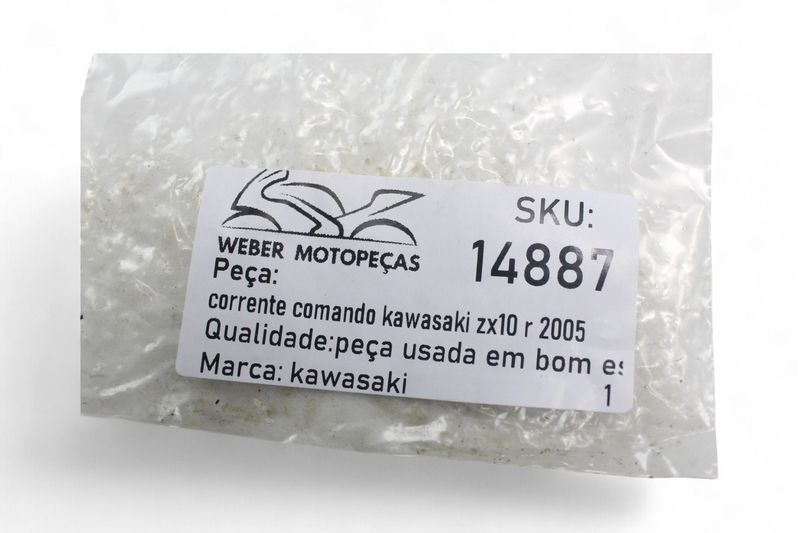 WEBER MOTOPEÇAS
SKU:
14887
Peça:
corrente comando kawasaki zx10 r 2005
Qualidade:peça usada em bom es
Marca: kawasaki
1